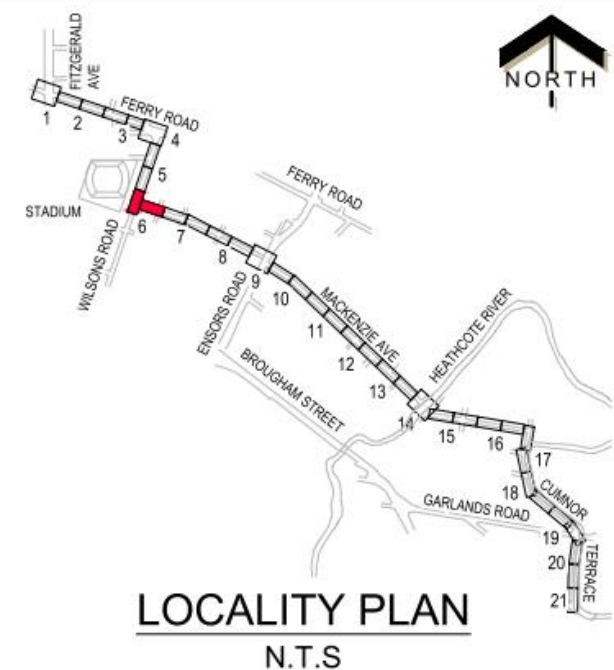 FITZGERALD
AVE
NORTH
FERRY ROAD
1
2
3
4
5
FERRY ROAD
STADIUM
6
7
WILSONS ROAD
8
9
ENSORS ROAD
10
MACKENZIE AVE
HEATHCOTE RIVER
11
12
13
BROUGHAM STREET
14
15
16
17
18
CUMNOR
TERRACE
GARLANDS ROAD
19
20
21
LOCALITY PLAN
N.T.S